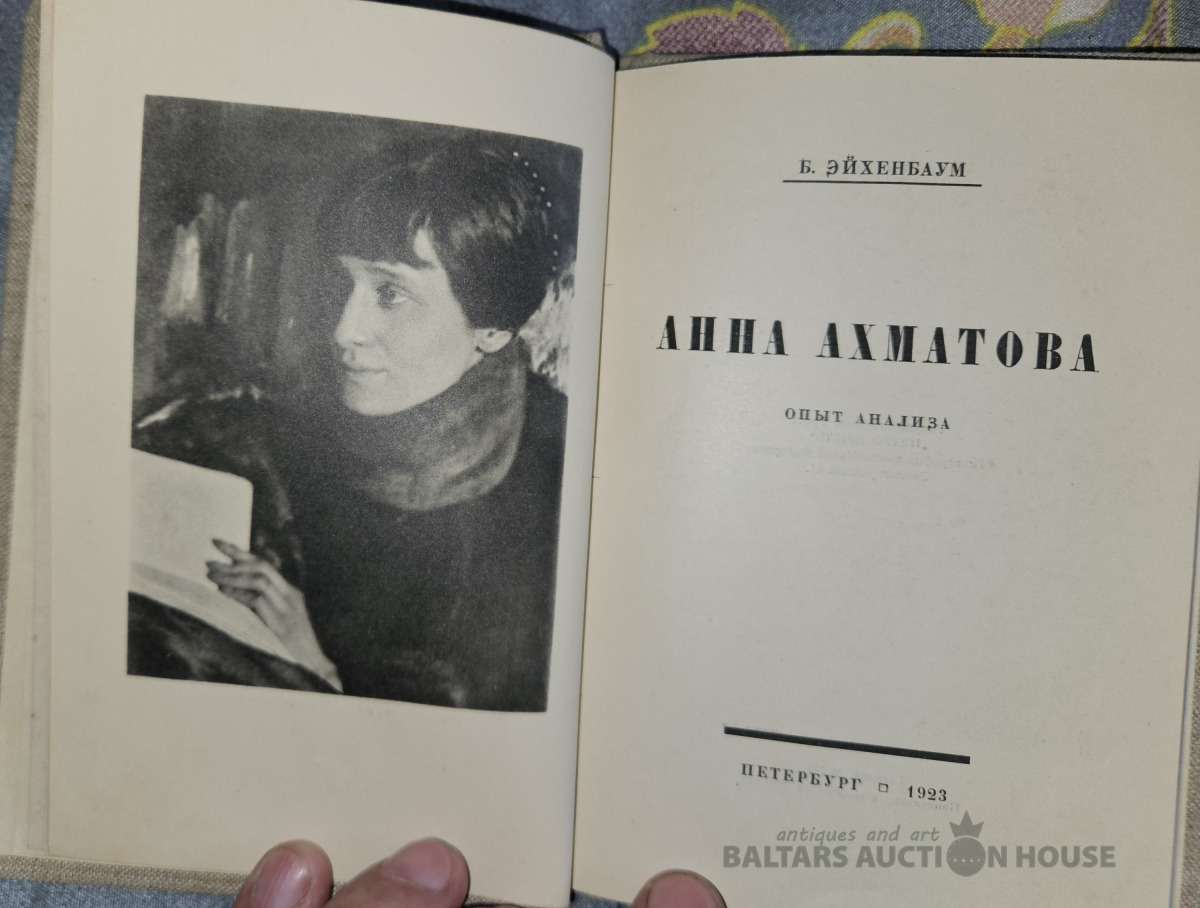 Б. ЭЙХЕНБАУМ
АННА АХМАТОВА
ОПЫТ АНАЛИЗА
ПЕТЕРБУРГ □ 1923
antiques and art
BALTARS AUCTION HOUSE